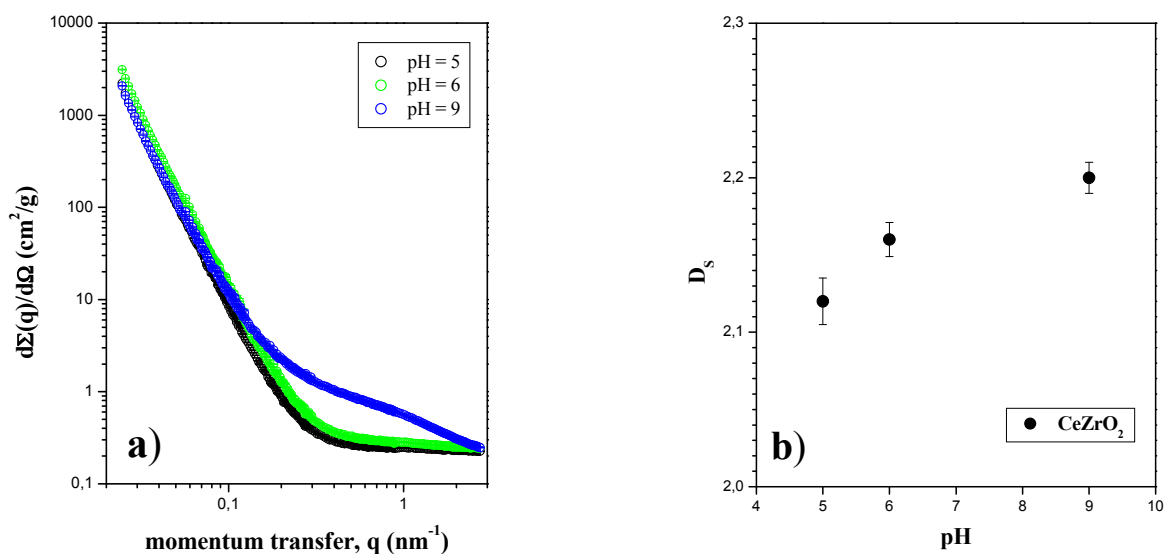 10000
1000
100
10
1
0,1
0,1
1
dΣ(q)/dΩ (cm²/g)
momentum transfer, q (nm⁻¹)
pH = 5
pH = 6
pH = 9
a)
2,3
2,2
2,1
2,0
4
5
6
7
8
9
10
D_S
pH
CeZrO₂
b)